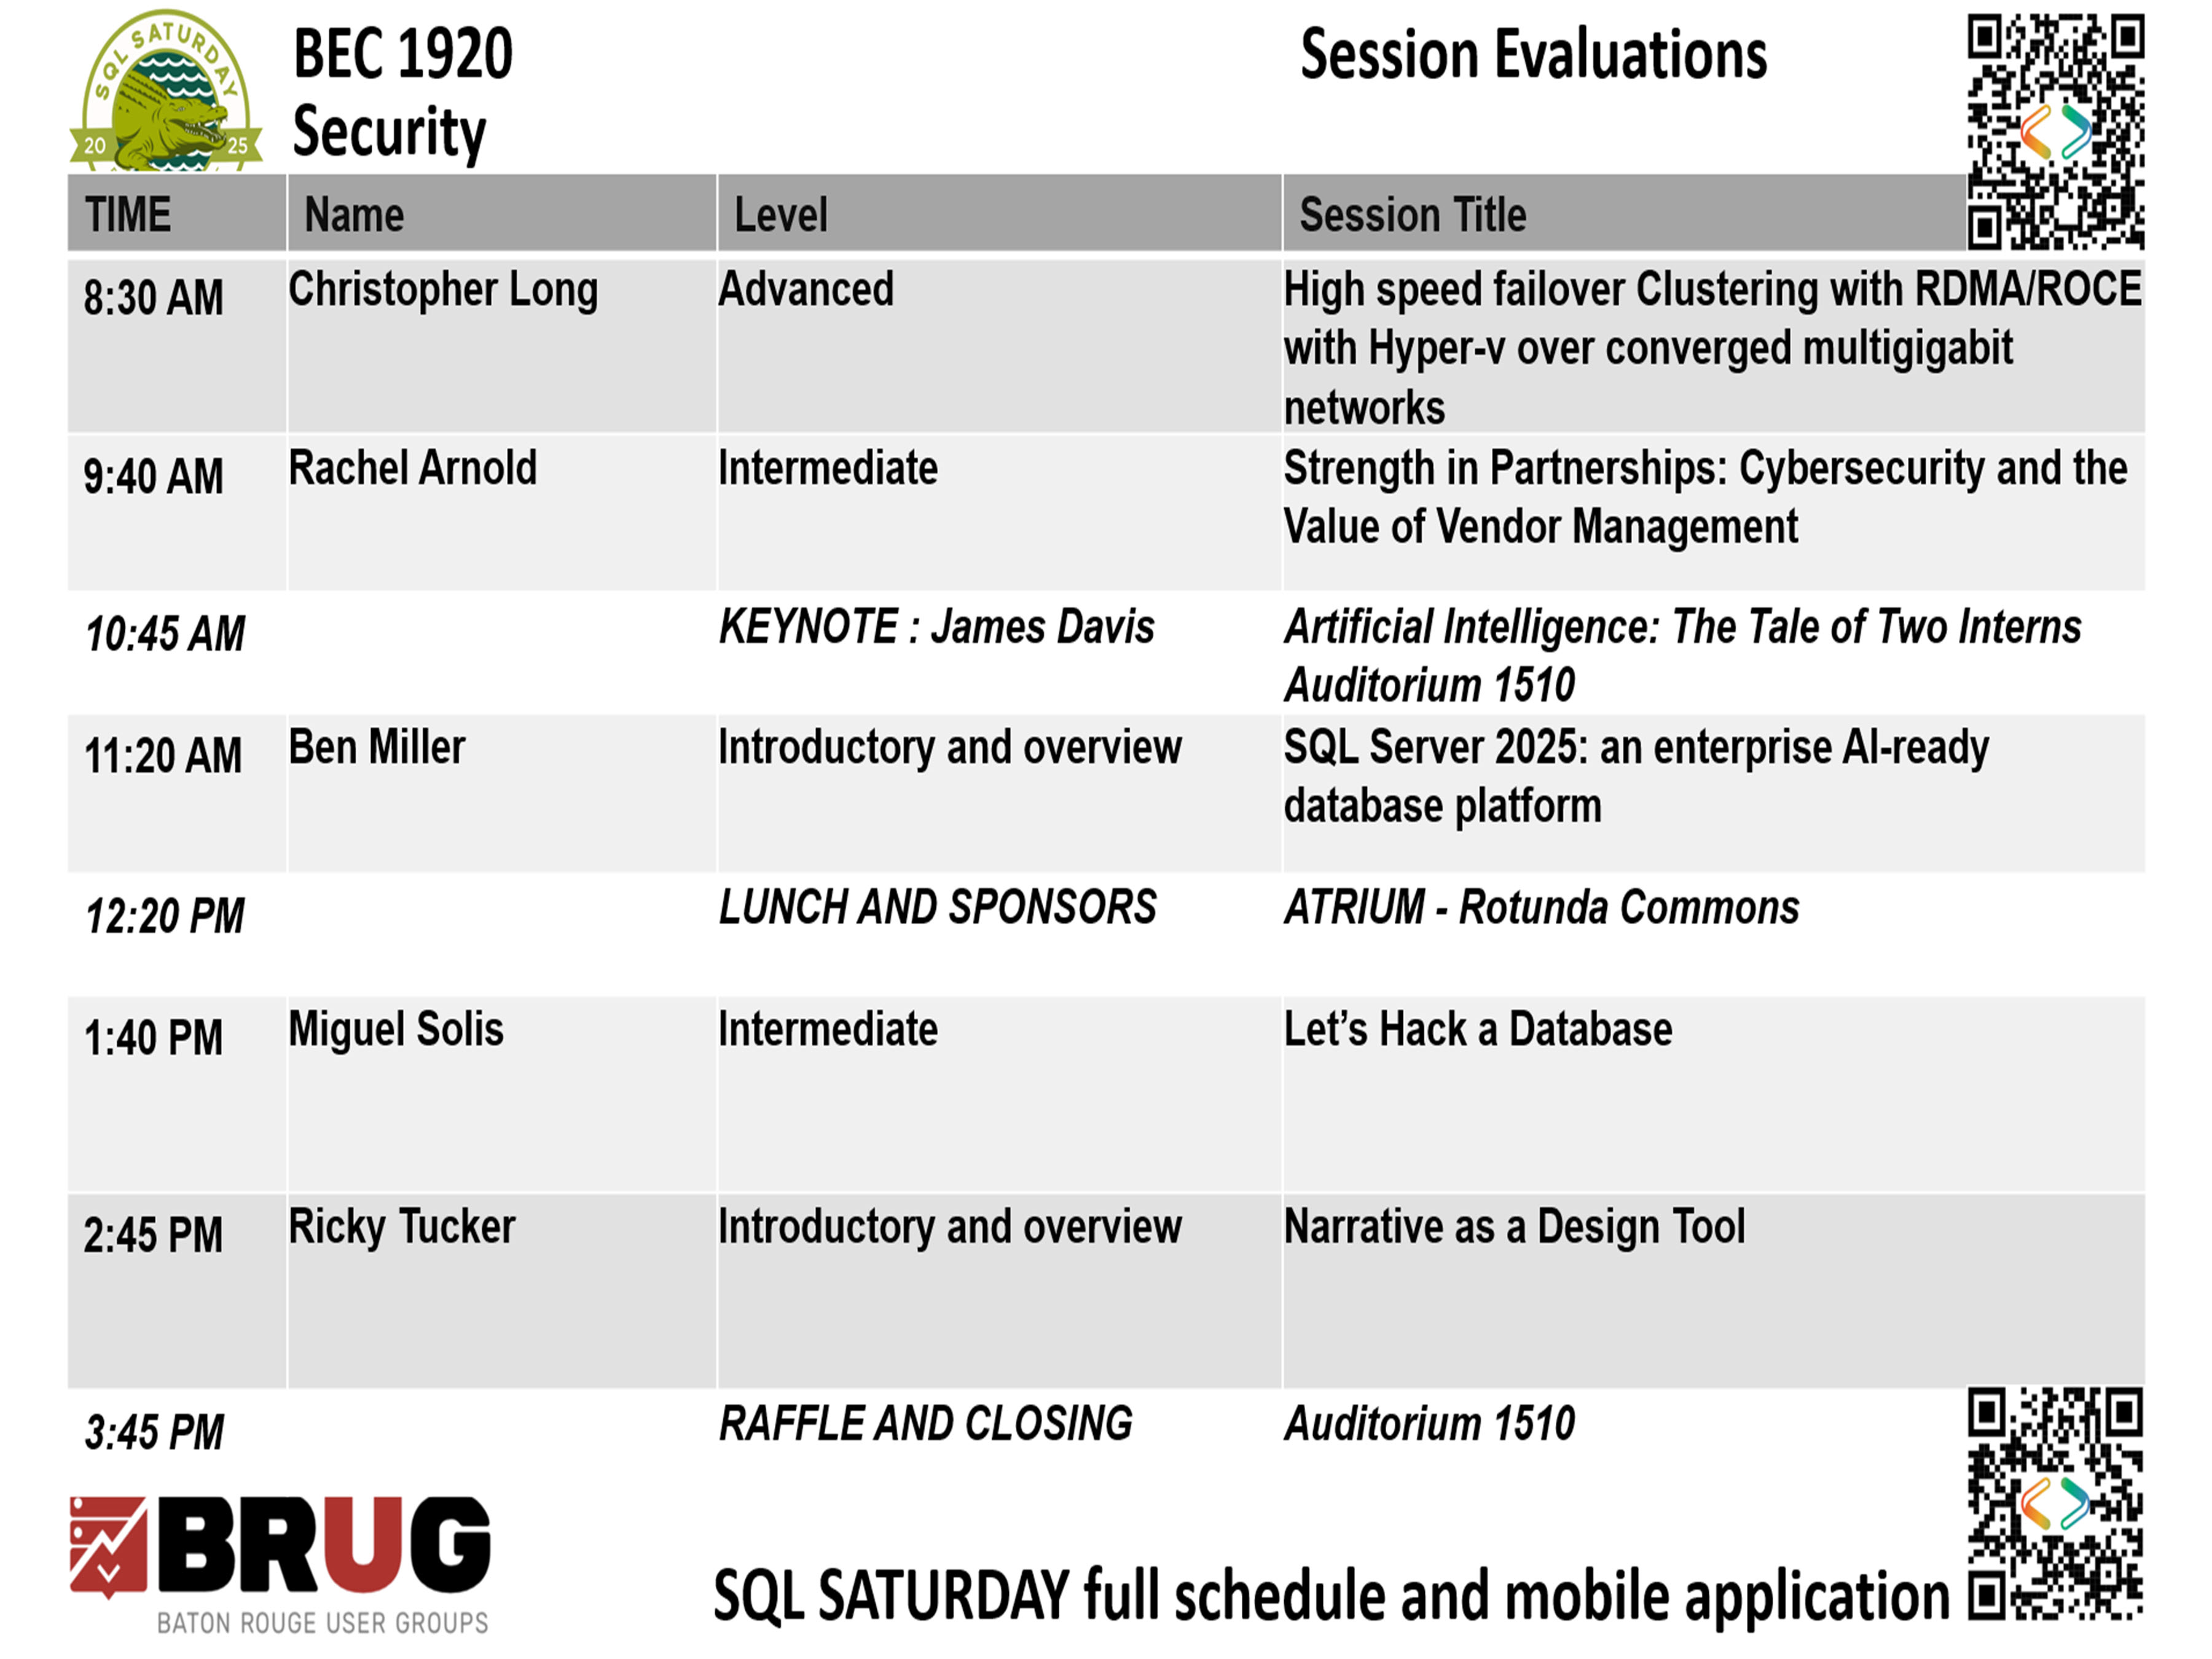 SQL SATURDAY
20 25
BEC 1920
Security
Session Evaluations
TIME Name Level Session Title
8:30 AM Christopher Long Advanced High speed failover Clustering with RDMA/ROCE
with Hyper-v over converged multigigabit
networks
9:40 AM Rachel Arnold Intermediate Strength in Partnerships: Cybersecurity and the
Value of Vendor Management
10:45 AM KEYNOTE : James Davis Artificial Intelligence: The Tale of Two Interns
Auditorium 1510
11:20 AM Ben Miller Introductory and overview SQL Server 2025: an enterprise AI-ready
database platform
12:20 PM LUNCH AND SPONSORS ATRIUM - Rotunda Commons
1:40 PM Miguel Solis Intermediate Let’s Hack a Database
2:45 PM Ricky Tucker Introductory and overview Narrative as a Design Tool
3:45 PM RAFFLE AND CLOSING Auditorium 1510
BRUG
BATON ROUGE USER GROUPS
SQL SATURDAY full schedule and mobile application